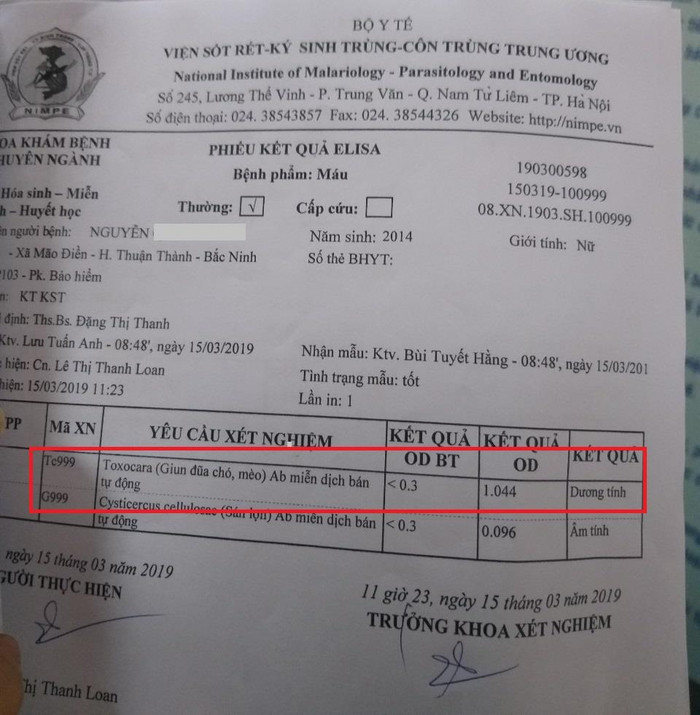 BỘ Y TẾ
VIỆN SỐT RÉT-KÝ SINH TRÙNG-CÔN TRÙNG TRUNG ƯƠNG
National Institute of Malariology - Parasitology and Entomology
Số 245, Lương Thế Vinh - P. Trung Văn - Q. Nam Từ Liêm - TP. Hà Nội
Số điện thoại: 024. 38543857 Fax: 024. 38544326 Website: http://nimpe.vn
NIMPE
OA KHÁM BỆNH
HUYÊN NGÀNH
PHIẾU KẾT QUẢ ELISA
Bệnh phẩm: Máu
190300598
150319-100999
08.XN.1903.SH.100999
Hóa sinh – Miễn
h – Huyết học
Thường: √ Cấp cứu:
n người bệnh: NGUYỄN
Năm sinh: 2014
Giới tính: Nữ
- Xã Mão Điền - H. Thuận Thành - Bắc Ninh
Số thẻ BHYT:
103 - Pk. Bảo hiểm
n: KT KST
ỉ định: Ths.Bs. Đặng Thị Thanh
Ktv. Lưu Tuấn Anh - 08:48', ngày 15/03/2019
Nhận mẫu: Ktv. Bùi Tuyết Hằng - 08:48', ngày 15/03/201
hiện: Cn. Lê Thị Thanh Loan
Tình trạng mẫu: tốt
hiện: 15/03/2019 11:23
Lần in: 1
PP Mã XN YÊU CẦU XÉT NGHIỆM KẾT QUẢ OD BT KẾT QUẢ OD KẾT QUẢ
Tc999 Toxocara (Giun đũa chó, mèo) Ab miễn dịch bán tự động < 0.3 1.044 Dương tính
G999 Cysticercus cellulosae (Sán lợn) Ab miễn dịch bán tự động < 0.3 0.096 Âm tính
ngày 15 tháng 03 năm 2019
GƯỜI THỰC HIỆN
11 giờ 23, ngày 15 tháng 03 năm 2019
TRƯỞNG KHOA XÉT NGHIỆM
Thị Thanh Loan